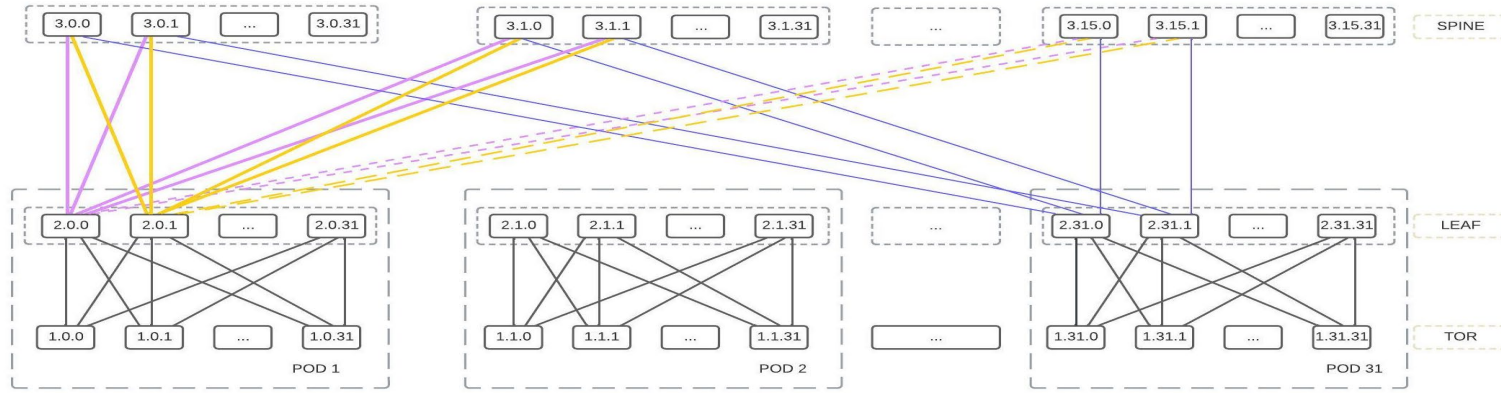 3.0.0 3.0.1 ... 3.0.31 3.1.0 3.1.1 ... 3.1.31 ... 3.15.0 3.15.1 ... 3.15.31 SPINE
2.0.0 2.0.1 ... 2.0.31 2.1.0 2.1.1 ... 2.1.31 ... 2.31.0 2.31.1 ... 2.31.31 LEAF
1.0.0 1.0.1 ... 1.0.31 1.1.0 1.1.1 ... 1.1.31 ... 1.31.0 1.31.1 ... 1.31.31 TOR
POD 1 POD 2 POD 31